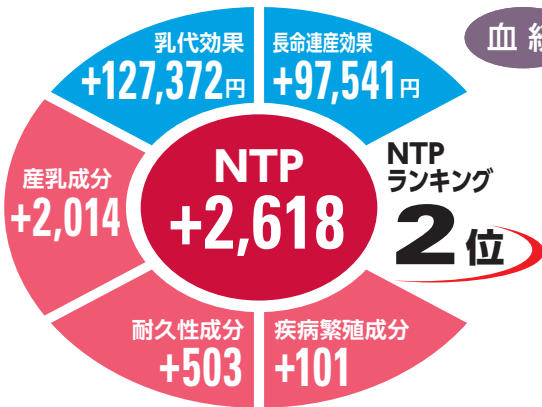 乳代効果
+127,372円
長命連産効果
+97,541円
血
産乳成分
+2,014
NTP
+2,618
NTP
ランキング
2位
耐久性成分
+503
疾病繁殖成分
+101